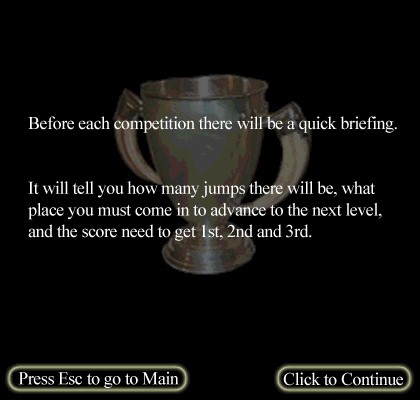 Before each competition there will be a quick briefing.
It will tell you how many jumps there will be, what
place you must come in to advance to the next level,
and the score need to get 1st, 2nd and 3rd.
Press Esc to go to Main
Click to Continue